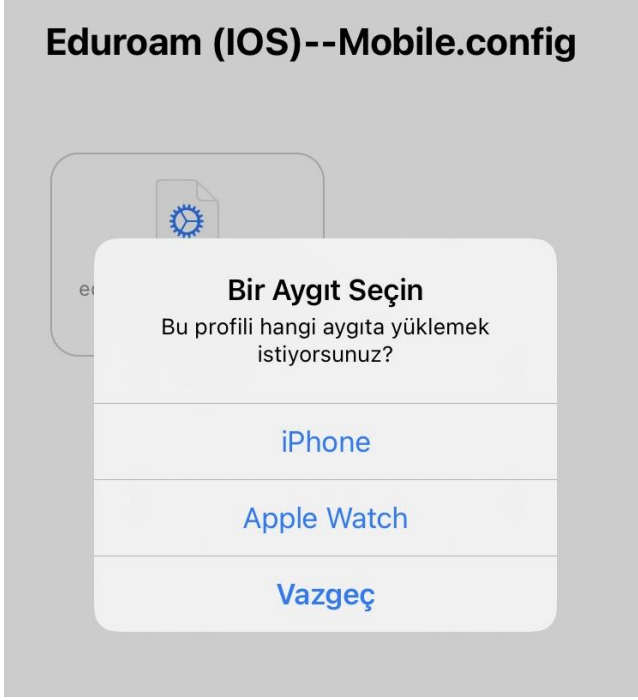 Eduroam (IOS)--Mobile.config
Bir Aygıt Seçin
Bu profili hangi aygıta yüklemek
istiyorsunuz?
iPhone
Apple Watch
Vazgeç